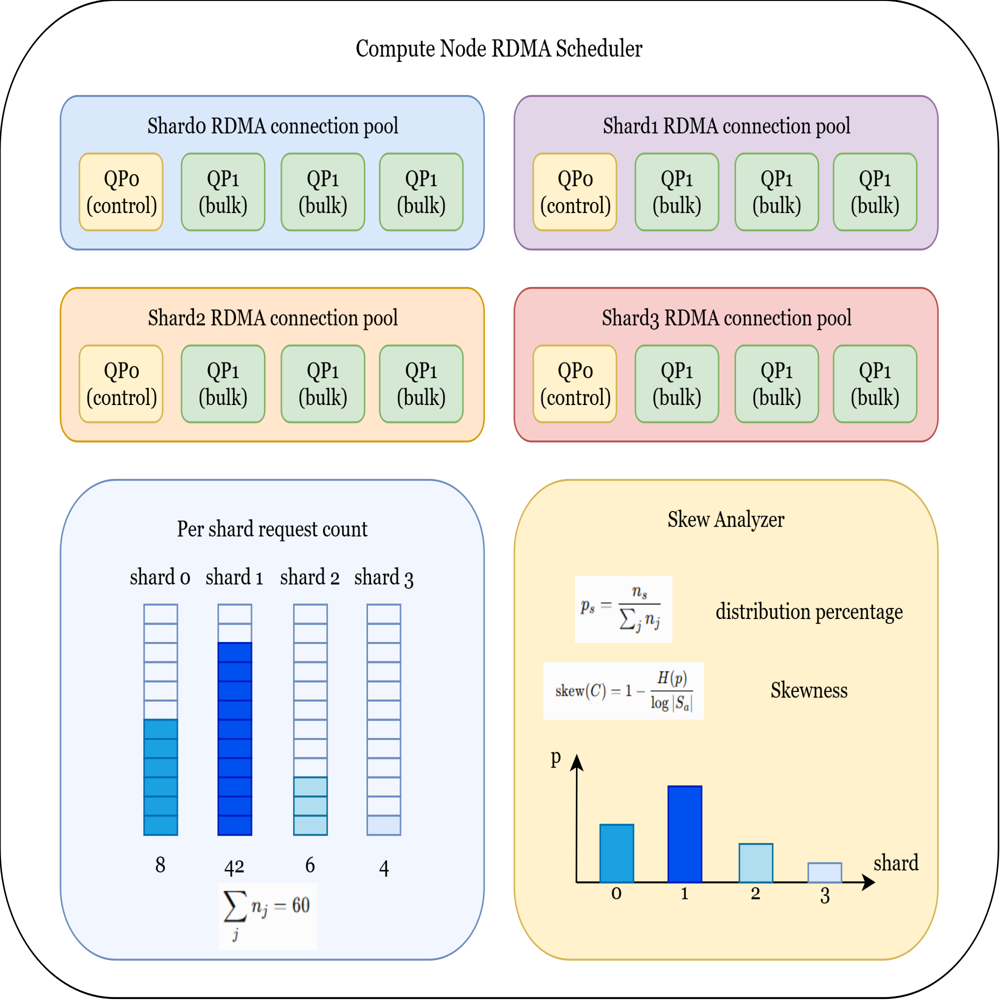 Compute Node RDMA Scheduler
Shard0 RDMA connection pool
QP0
(control)
QP1
(bulk)
QP1
(bulk)
QP1
(bulk)
Shard1 RDMA connection pool
QP0
(control)
QP1
(bulk)
QP1
(bulk)
QP1
(bulk)
Shard2 RDMA connection pool
QP0
(control)
QP1
(bulk)
QP1
(bulk)
QP1
(bulk)
Shard3 RDMA connection pool
QP0
(control)
QP1
(bulk)
QP1
(bulk)
QP1
(bulk)
Per shard request count
shard 0 shard 1 shard 2 shard 3
8 42 6 4
∑_j n_j = 60
Skew Analyzer
p_s = n_s / ∑_j n_j distribution percentage
skew(C) = 1 − H(p) / log |S_a| Skewness
p
shard
0 1 2 3